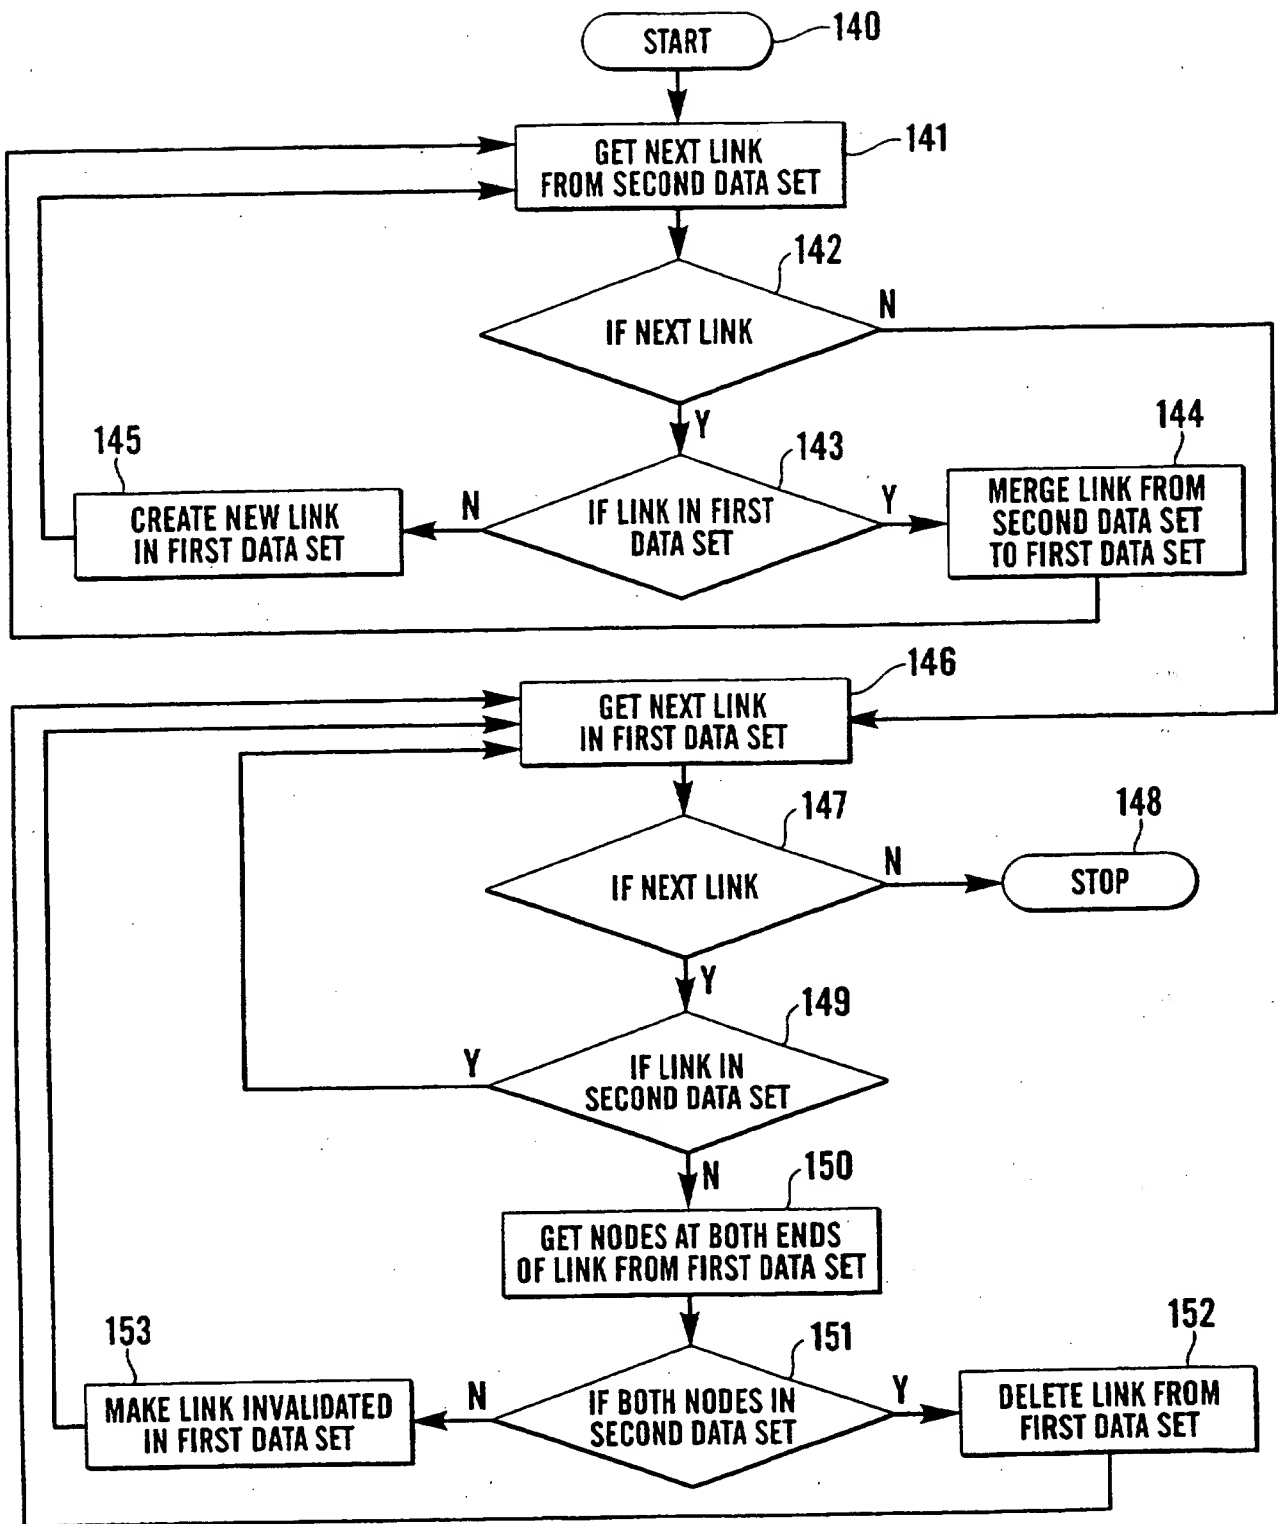 START
140
GET NEXT LINK
FROM SECOND DATA SET
141
142
IF NEXT LINK
N
Y
145
143
144
CREATE NEW LINK
IN FIRST DATA SET
N
IF LINK IN FIRST
DATA SET
Y
MERGE LINK FROM
SECOND DATA SET
TO FIRST DATA SET
146
GET NEXT LINK
IN FIRST DATA SET
147
148
IF NEXT LINK
N
STOP
Y
149
Y
IF LINK IN
SECOND DATA SET
N
150
GET NODES AT BOTH ENDS
OF LINK FROM FIRST DATA SET
153
151
152
MAKE LINK INVALIDATED
IN FIRST DATA SET
N
IF BOTH NODES IN
SECOND DATA SET
Y
DELETE LINK FROM
FIRST DATA SET